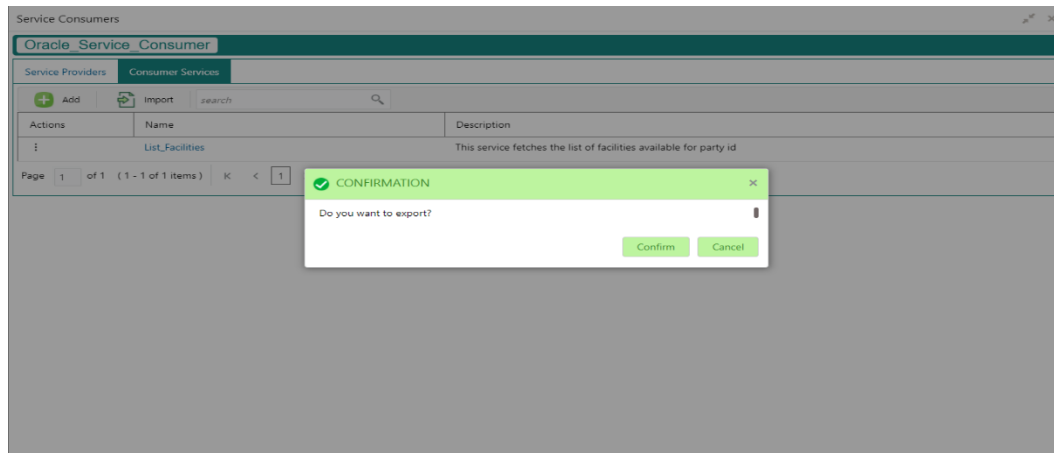 Service Consumers
Oracle_Service_Consumer
Service Providers Consumer Services
Add Import search
Actions Name Description
List_Facilities This service fetches the list of facilities available for party id
Page 1 of 1 (1 - 1 of 1 items) K < 1
CONFIRMATION ×
Do you want to export?
Confirm Cancel